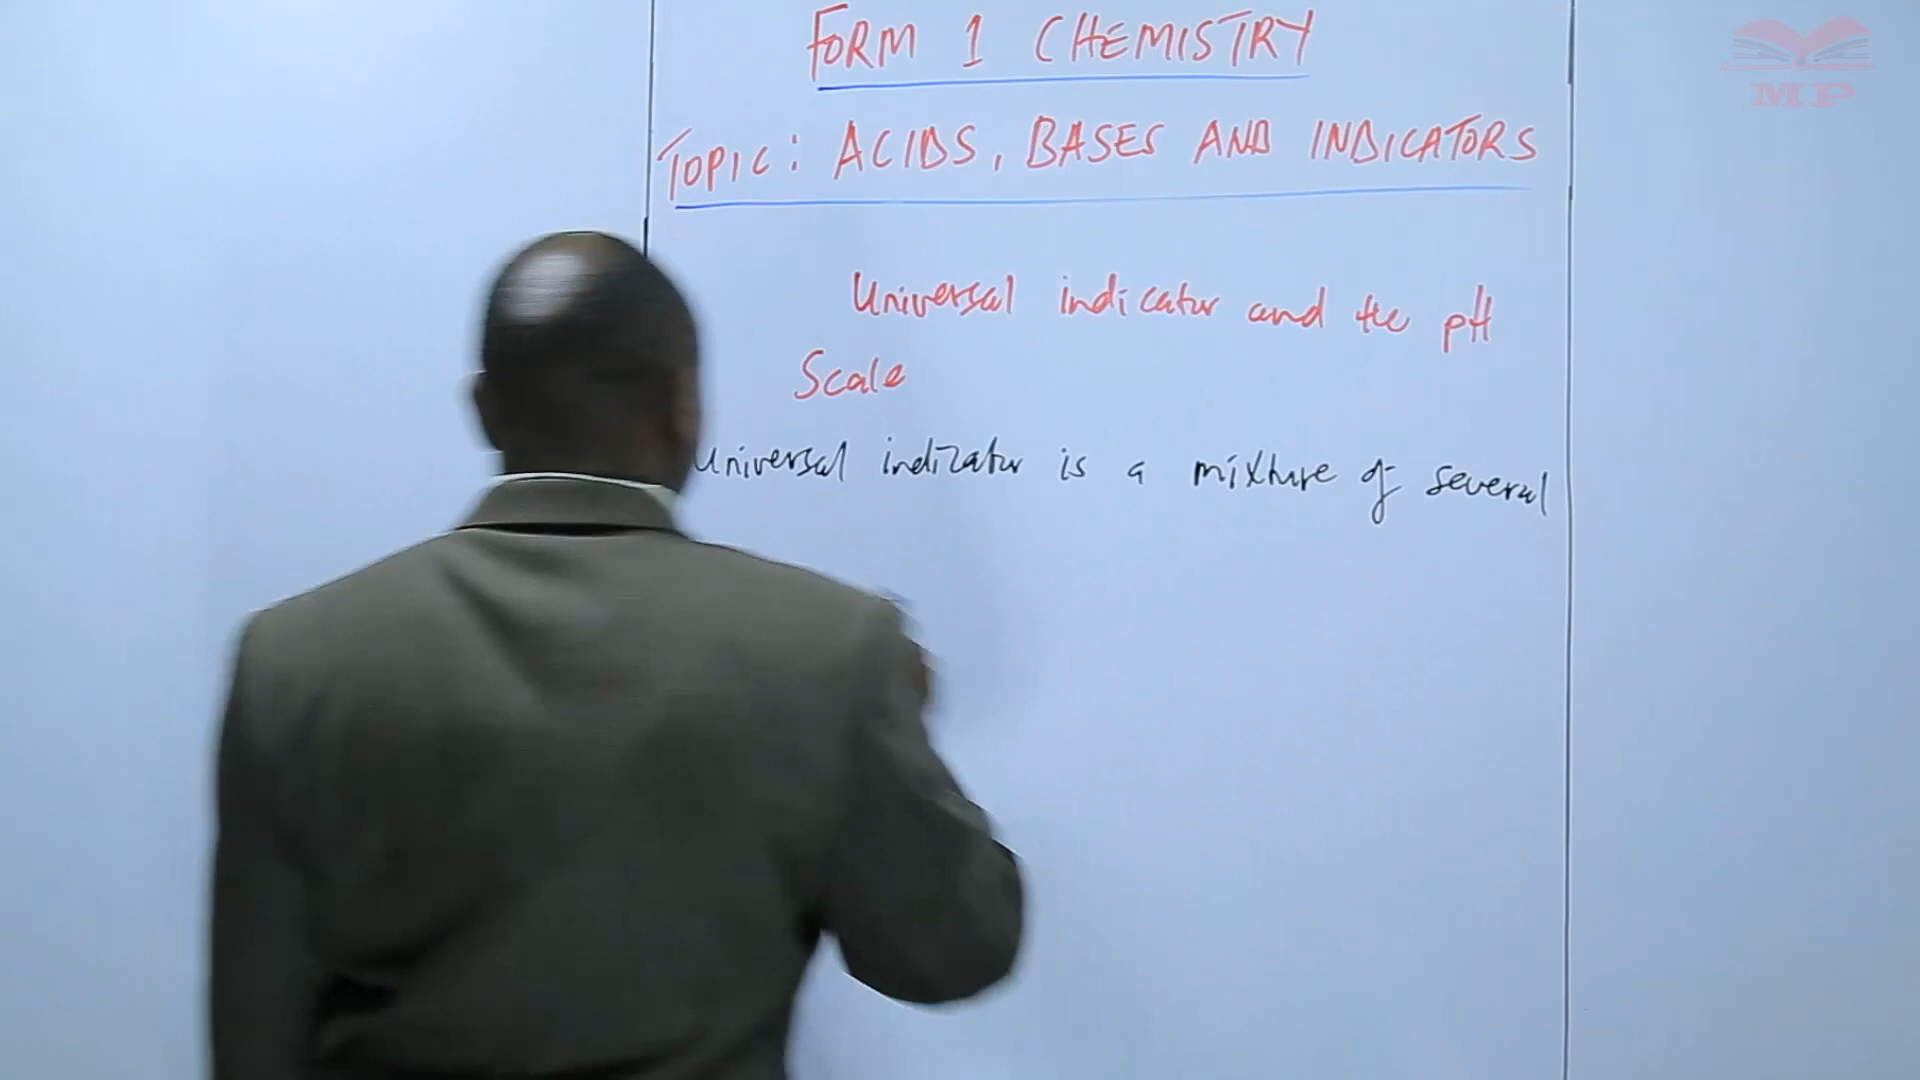 FORM 1 CHEMISTRY
TOPIC: ACIDS, BASES AND INDICATORS
Universal indicator and the pH
Scale
Universal indicator is a mixture of several
MP